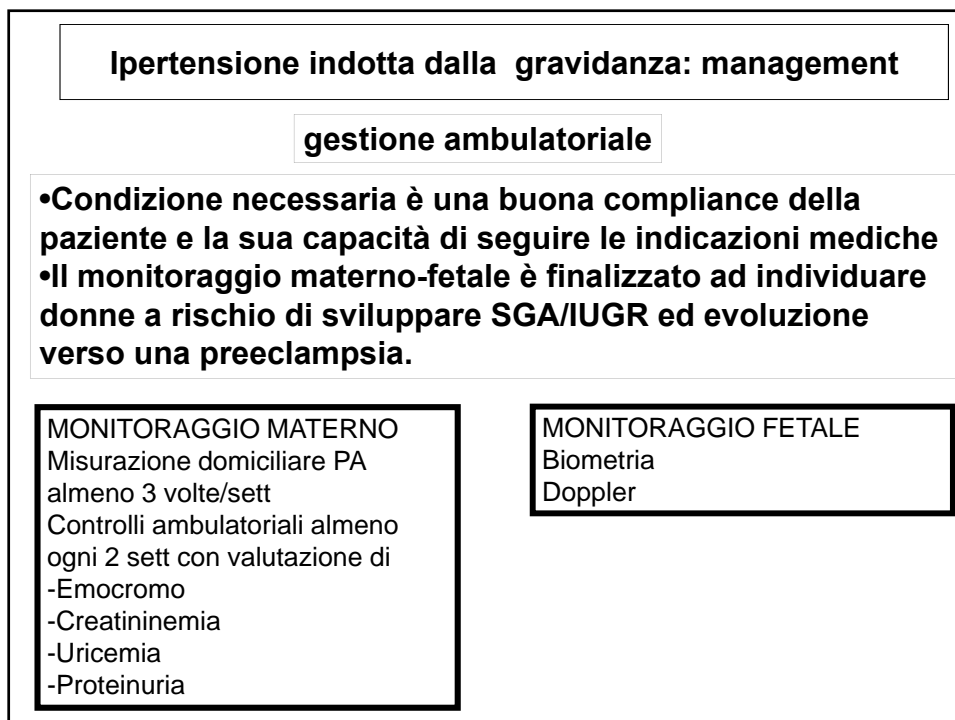 Ipertensione indotta dalla gravidanza: management
gestione ambulatoriale
•Condizione necessaria è una buona compliance della
paziente e la sua capacità di seguire le indicazioni mediche
•Il monitoraggio materno-fetale è finalizzato ad individuare
donne a rischio di sviluppare SGA/IUGR ed evoluzione
verso una preeclampsia.
MONITORAGGIO MATERNO
Misurazione domiciliare PA
almeno 3 volte/sett
Controlli ambulatoriali almeno
ogni 2 sett con valutazione di
-Emocromo
-Creatininemia
-Uricemia
-Proteinuria
MONITORAGGIO FETALE
Biometria
Doppler